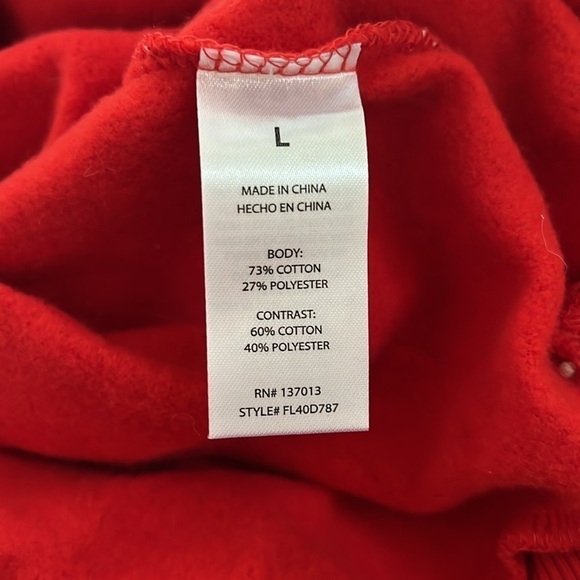 L
MADE IN CHINA
HECHO EN CHINA
BODY:
73% COTTON
27% POLYESTER
CONTRAST:
60% COTTON
40% POLYESTER
RN# 137013
STYLE# FL40D787